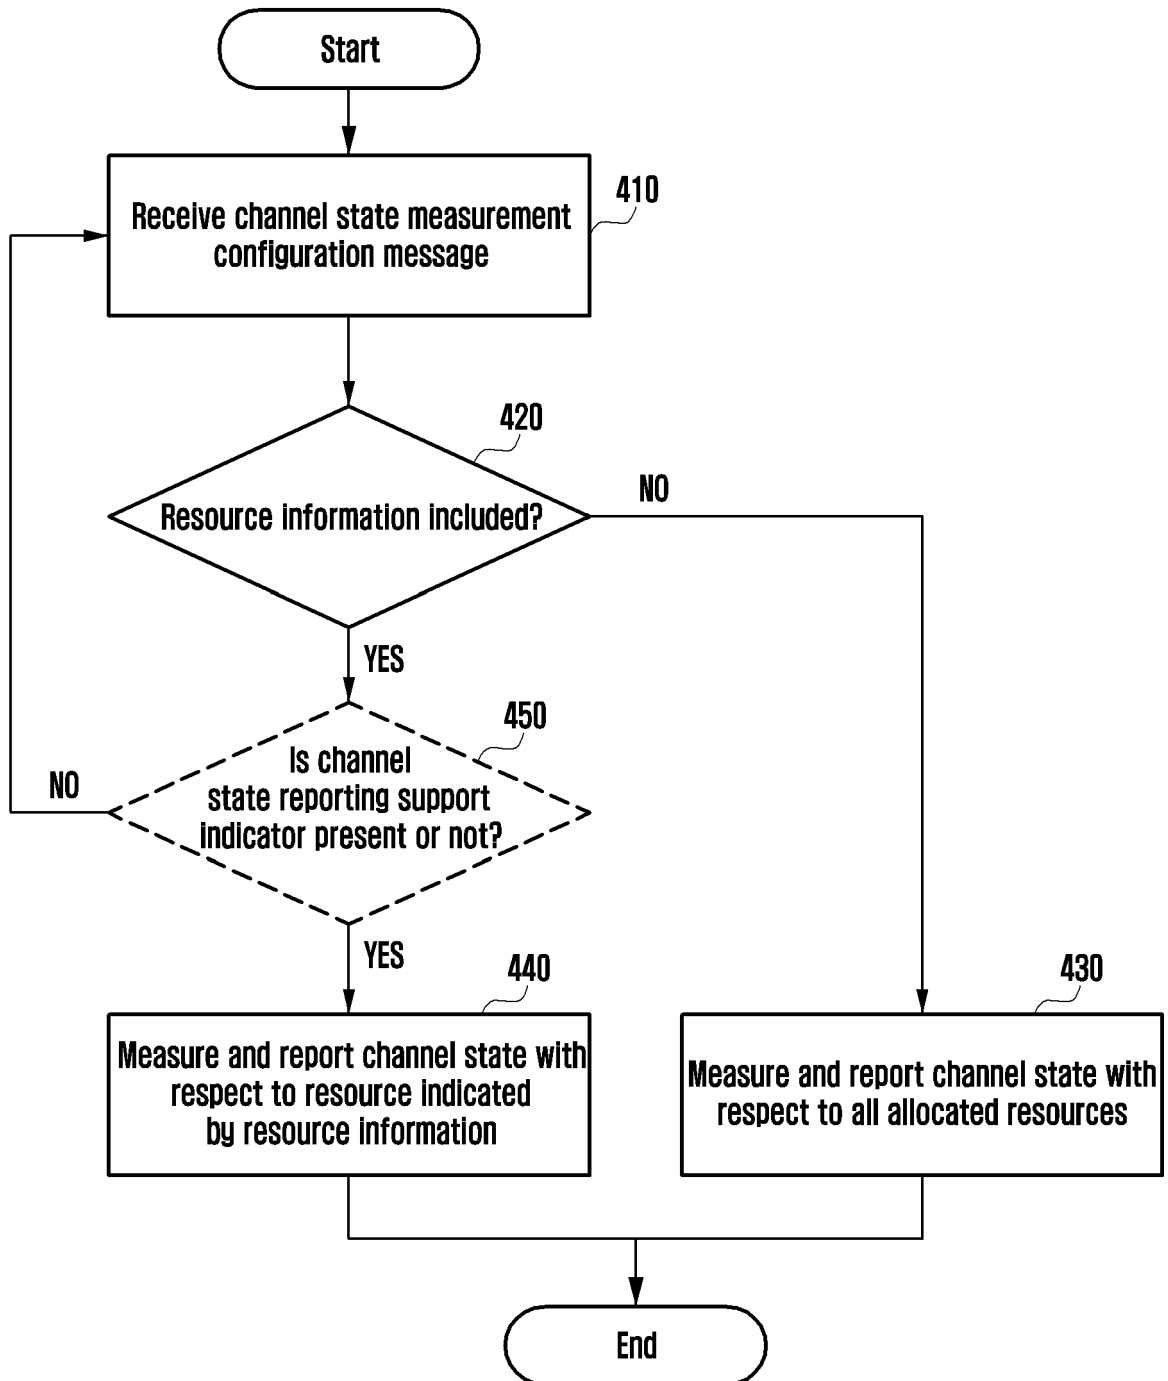 Start
410
Receive channel state measurement
configuration message
420
Resource information included?
NO
YES
450
Is channel
state reporting support
indicator present or not?
NO
YES
440
Measure and report channel state with
respect to resource indicated
by resource information
430
Measure and report channel state with
respect to all allocated resources
End